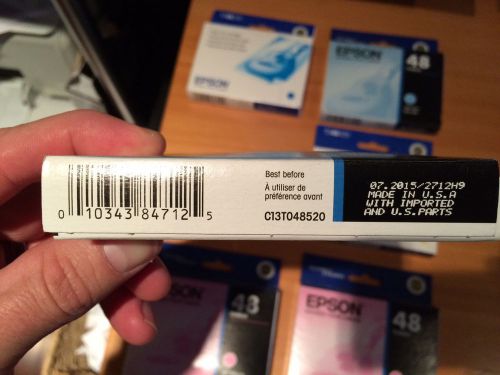 EPSON
EPSON 48
Best before
À utiliser de
préférence avant
C13T048520
0 10343 84712 5
07.2015/2712H9
MADE IN U.S.A
WITH IMPORTED
AND U.S.PARTS
EPSON 48
EPSON 48